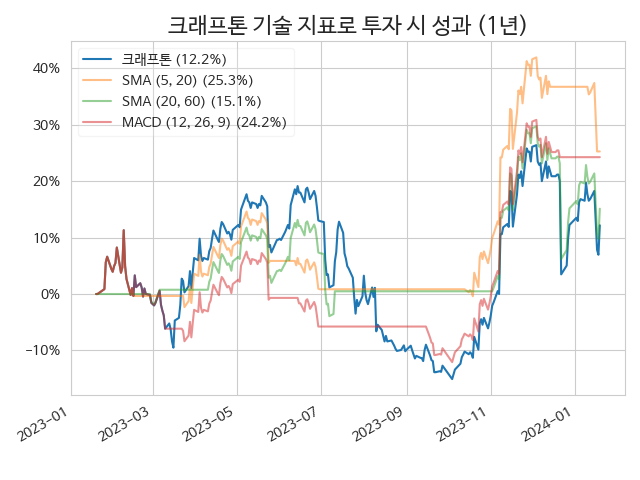 크래프톤 기술 지표로 투자 시 성과 (1년)
크래프톤 (12.2%)
SMA (5, 20) (25.3%)
SMA (20, 60) (15.1%)
MACD (12, 26, 9) (24.2%)
40%
30%
20%
10%
0%
−10%
2023−01
2023−03
2023−05
2023−07
2023−09
2023−11
2024−01